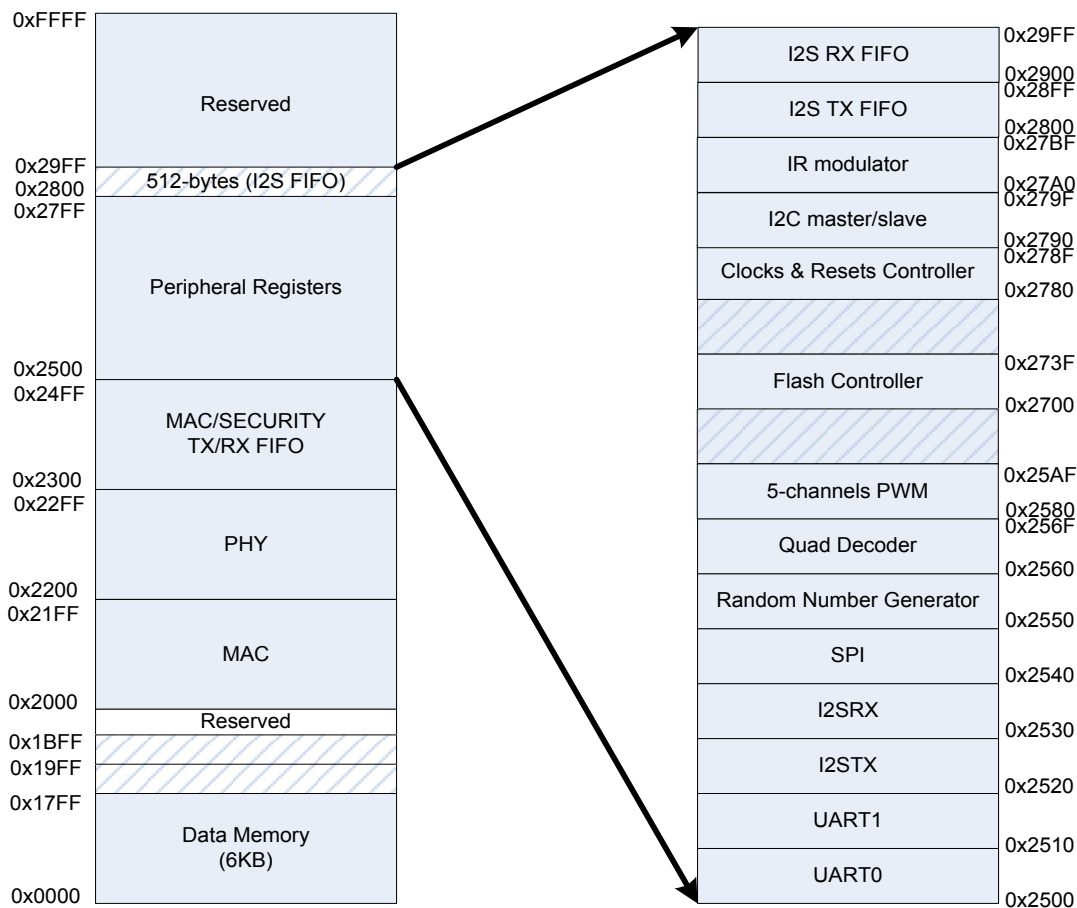 0xFFFF
Reserved
0x29FF
0x2800
512-bytes (I2S FIFO)
0x27FF
Peripheral Registers
0x2500
0x24FF
MAC/SECURITY
TX/RX FIFO
0x2300
0x22FF
PHY
0x2200
0x21FF
MAC
0x2000
Reserved
0x1BFF
0x19FF
0x17FF
Data Memory
(6KB)
0x0000
0x29FF
I2S RX FIFO
0x2900
0x28FF
I2S TX FIFO
0x2800
0x27BF
IR modulator
0x27A0
0x279F
I2C master/slave
0x2790
0x278F
Clocks & Resets Controller
0x2780
0x273F
Flash Controller
0x2700
0x25AF
5-channels PWM
0x2580
0x256F
Quad Decoder
0x2560
Random Number Generator
0x2550
SPI
0x2540
I2SRX
0x2530
I2STX
0x2520
UART1
0x2510
UART0
0x2500